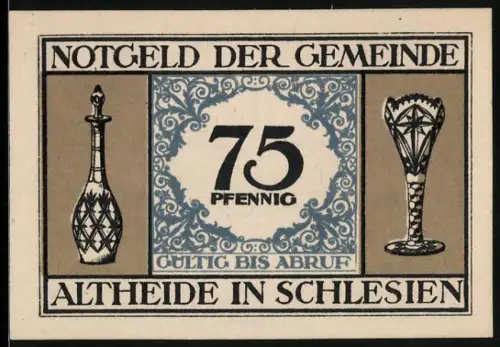 NOTGELD DER GEMEINDE
75
PFENNIG
GÜLTIG BIS ABRUF
ALTHEIDE IN SCHLESIEN